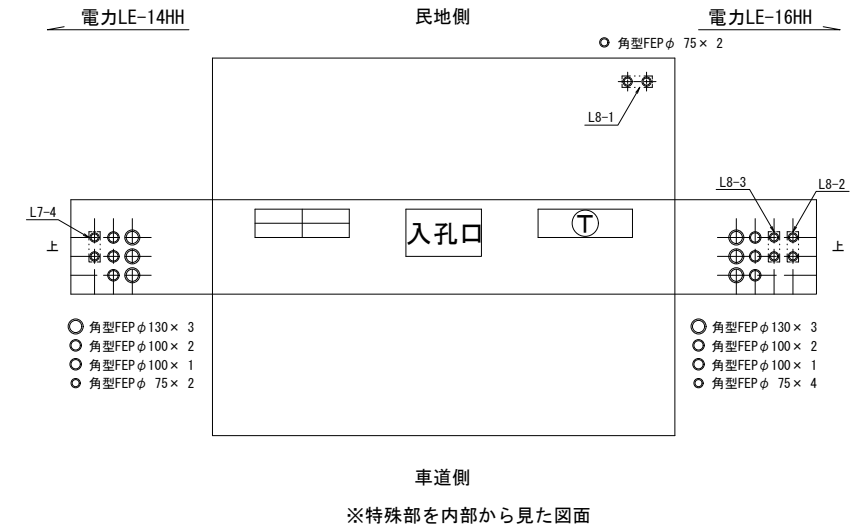 電力LE-14HH
民地側
電力LE-16HH
角型FEPφ 75× 2
L8-1
L7-4
L8-3
L8-2
上
入孔口
T
上
角型FEPφ130× 3
角型FEPφ100× 2
角型FEPφ100× 1
角型FEPφ 75× 2
角型FEPφ130× 3
角型FEPφ100× 2
角型FEPφ100× 1
角型FEPφ 75× 4
車道側
※特殊部を内部から見た図面